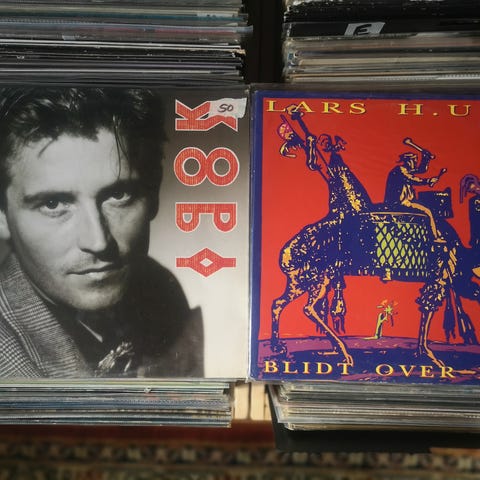 E
50
LARS H.U
BLIDT OVER